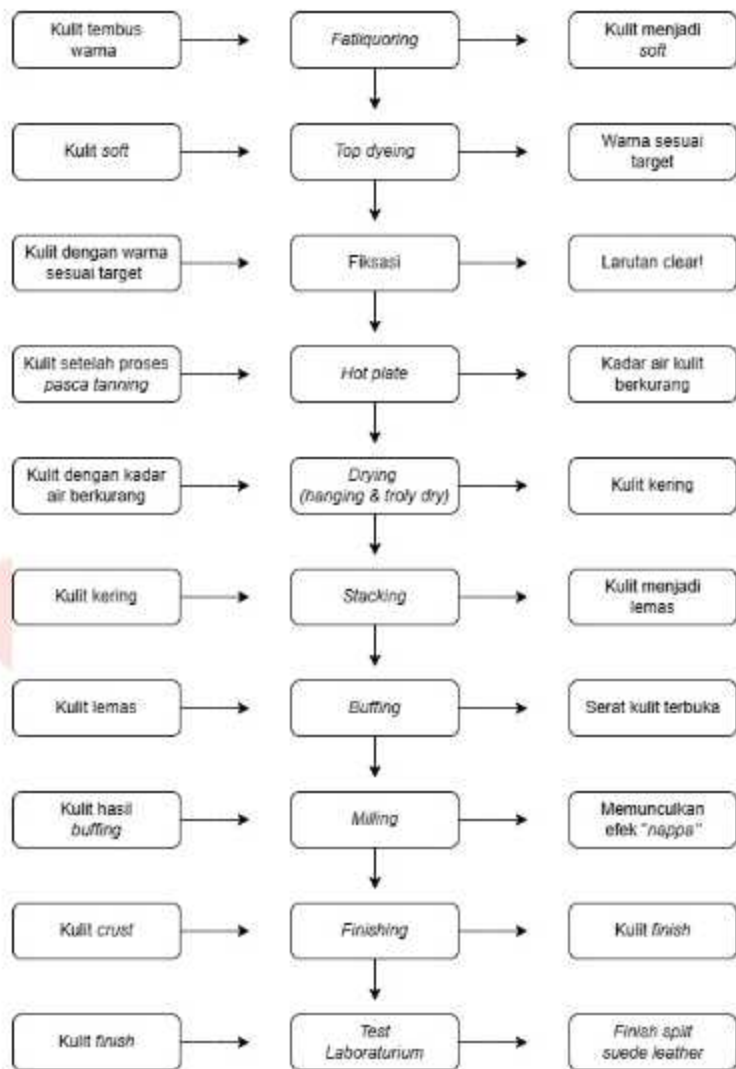 Kulit tembus
warna
Fatliquoring
Kulit menjadi
soft
Kulit soft
Top dyeing
Warna sesuai
target
Kulit dengan warna
sesuai target
Fiksasi
Larutan clear!
Kulit setelah proses
pasca tanning
Hot plate
Kadar air kulit
berkurang
Kulit dengan kadar
air berkurang
Drying
(hanging & troly dry)
Kulit kering
Kulit kering
Stacking
Kulit menjadi
lemas
Kulit lemas
Buffing
Serat kulit terbuka
Kulit hasil
buffing
Milling
Memunculkan
efek "nappa"
Kulit crust
Finishing
Kulit finish
Kulit finish
Test
Laboraturium
Finish split
suede leather